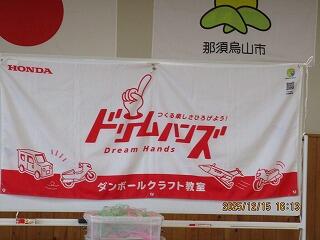 那須烏山市
HONDA
つくる楽しさひろげよう!
ドリームハンズ
Dream Hands
ダンボールクラフト教室
2025/12/15 16:13